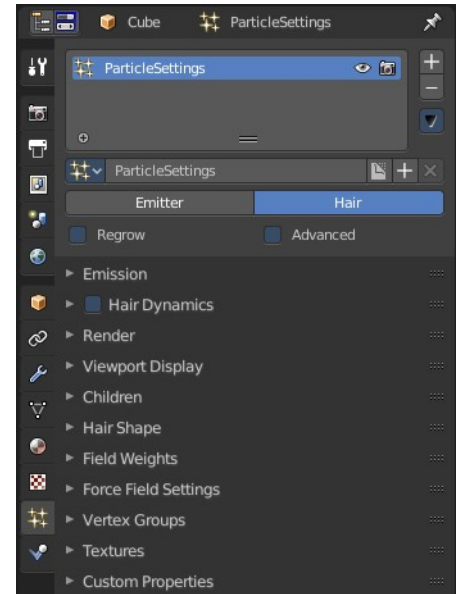 Cube ParticleSettings
ParticleSettings
ParticleSettings
Emitter Hair
Regrow Advanced
Emission
Hair Dynamics
Render
Viewport Display
Children
Hair Shape
Field Weights
Force Field Settings
Vertex Groups
Textures
Custom Properties